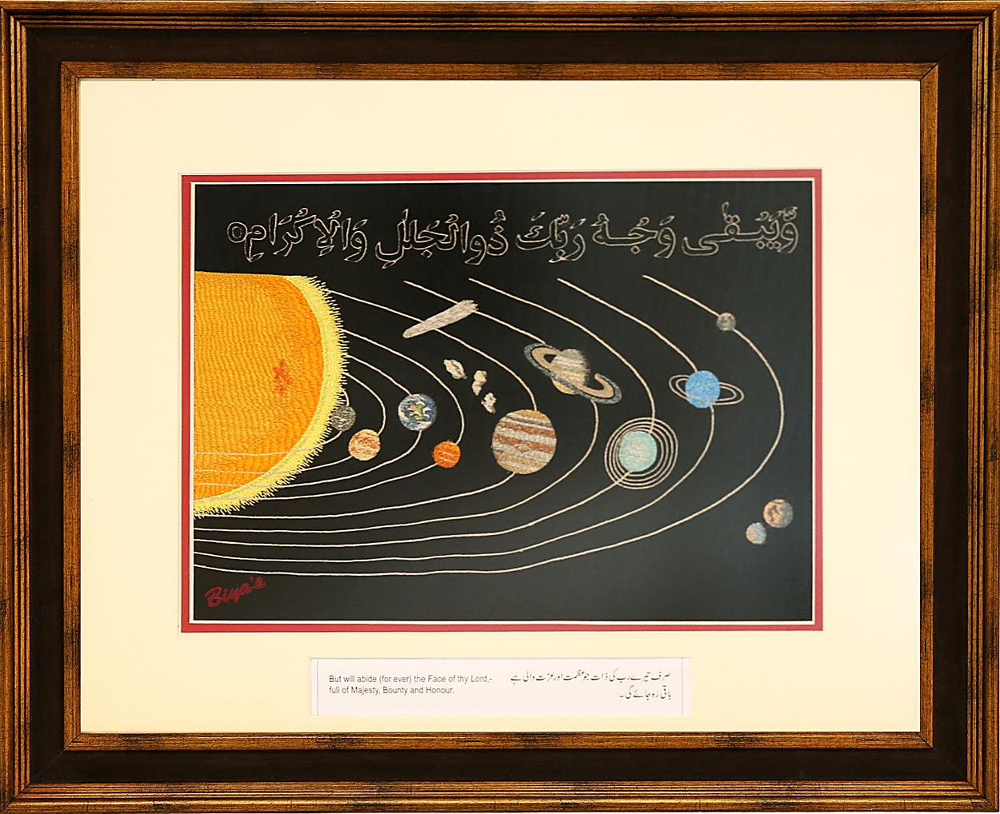 وَّيَبْقٰى وَجْهُ رَبِّكَ ذُوالْجَلٰلِ وَالْاِكْرَامِ
Biya's
But will abide (for ever) the Face of thy Lord,-
full of Majesty, Bounty and Honour.
صرف تیرے رب کی ذات جو عظمت اور عزت والی ہے
باقی رہ جائے گی۔